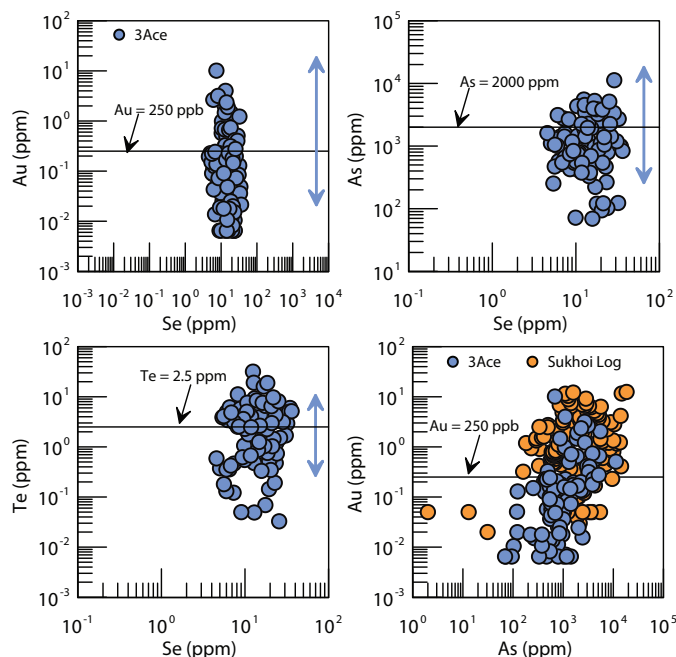 3Ace
Au = 250 ppb
Au (ppm)
10² 10¹ 10⁰ 10⁻¹ 10⁻² 10⁻³
10⁻³ 10⁻² 10⁻¹ 10⁰ 10¹ 10² 10³ 10⁴
Se (ppm)
As = 2000 ppm
As (ppm)
10⁵ 10⁴ 10³ 10² 10¹
10⁻¹ 10⁰ 10¹ 10²
Se (ppm)
Te = 2.5 ppm
Te (ppm)
10² 10¹ 10⁰ 10⁻¹ 10⁻² 10⁻³
10⁻¹ 10⁰ 10¹ 10²
Se (ppm)
3Ace Sukhoi Log
Au = 250 ppb
Au (ppm)
10² 10¹ 10⁰ 10⁻¹ 10⁻² 10⁻³
10⁰ 10¹ 10² 10³ 10⁴ 10⁵
As (ppm)